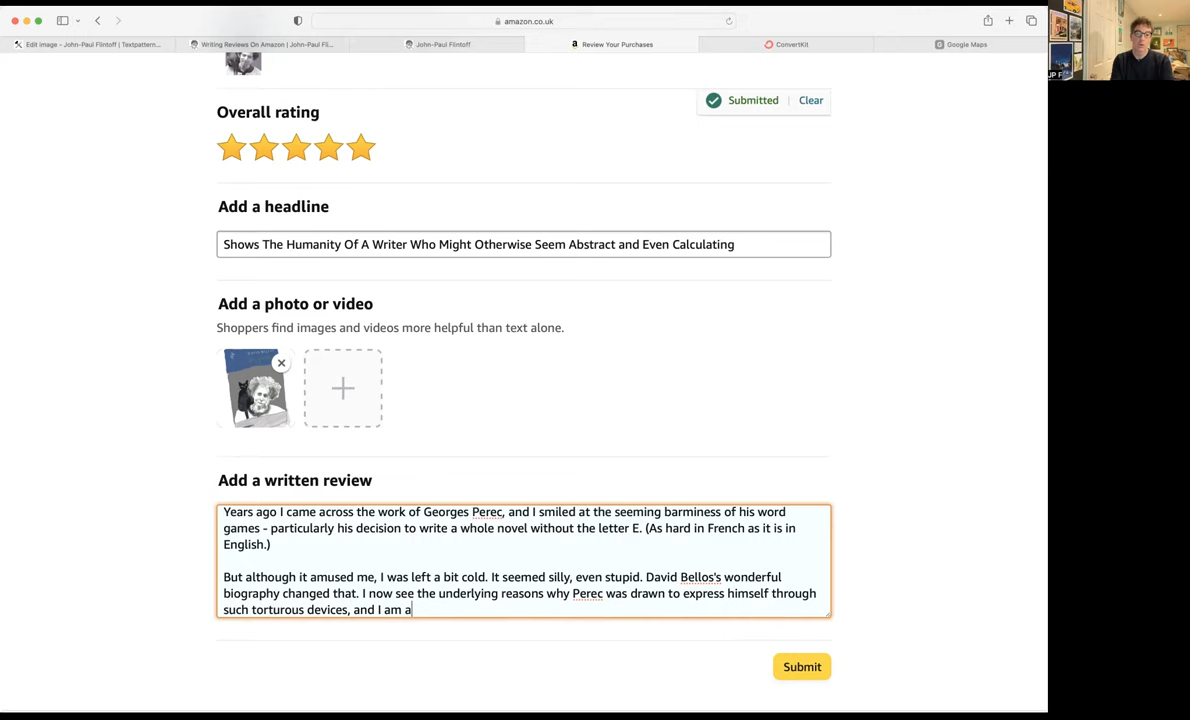 amazon.co.uk
Edit image - John-Paul Flintoff | Textpattern...
Writing Reviews On Amazon | John-Paul Fli...
John-Paul Flintoff
a Review Your Purchases
ConvertKit
G Google Maps
JP F
Submitted | Clear
Overall rating
Add a headline
Shows The Humanity Of A Writer Who Might Otherwise Seem Abstract and Even Calculating
Add a photo or video
Shoppers find images and videos more helpful than text alone.
Add a written review
Years ago I came across the work of Georges Perec, and I smiled at the seeming barminess of his word
games - particularly his decision to write a whole novel without the letter E. (As hard in French as it is in
English.)
But although it amused me, I was left a bit cold. It seemed silly, even stupid. David Bellos's wonderful
biography changed that. I now see the underlying reasons why Perec was drawn to express himself through
such torturous devices, and I am a
Submit